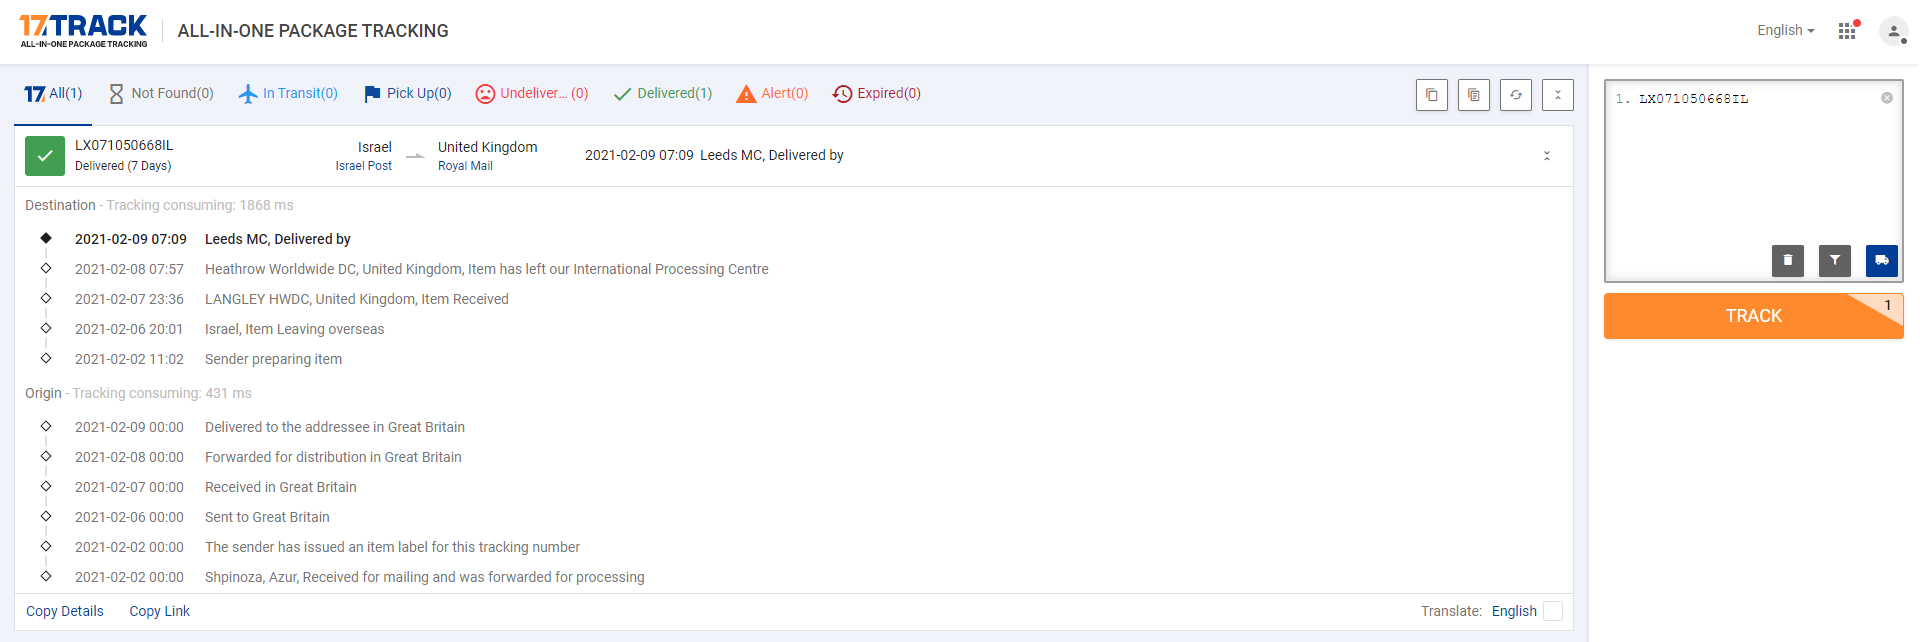 17TRACK
ALL-IN-ONE PACKAGE TRACKING
ALL-IN-ONE PACKAGE TRACKING
English
17 All(1) Not Found(0) In Transit(0) Pick Up(0) Undeliver... (0) Delivered(1) Alert(0) Expired(0)
LX071050668IL
Delivered (7 Days)
Israel
Israel Post
United Kingdom
Royal Mail
2021-02-09 07:09 Leeds MC, Delivered by
Destination - Tracking consuming: 1868 ms
2021-02-09 07:09 Leeds MC, Delivered by
2021-02-08 07:57 Heathrow Worldwide DC, United Kingdom, Item has left our International Processing Centre
2021-02-07 23:36 LANGLEY HWDC, United Kingdom, Item Received
2021-02-06 20:01 Israel, Item Leaving overseas
2021-02-02 11:02 Sender preparing item
Origin - Tracking consuming: 431 ms
2021-02-09 00:00 Delivered to the addressee in Great Britain
2021-02-08 00:00 Forwarded for distribution in Great Britain
2021-02-07 00:00 Received in Great Britain
2021-02-06 00:00 Sent to Great Britain
2021-02-02 00:00 The sender has issued an item label for this tracking number
2021-02-02 00:00 Shpinoza, Azur, Received for mailing and was forwarded for processing
Copy Details Copy Link Translate: English
1. LX071050668IL
TRACK 1